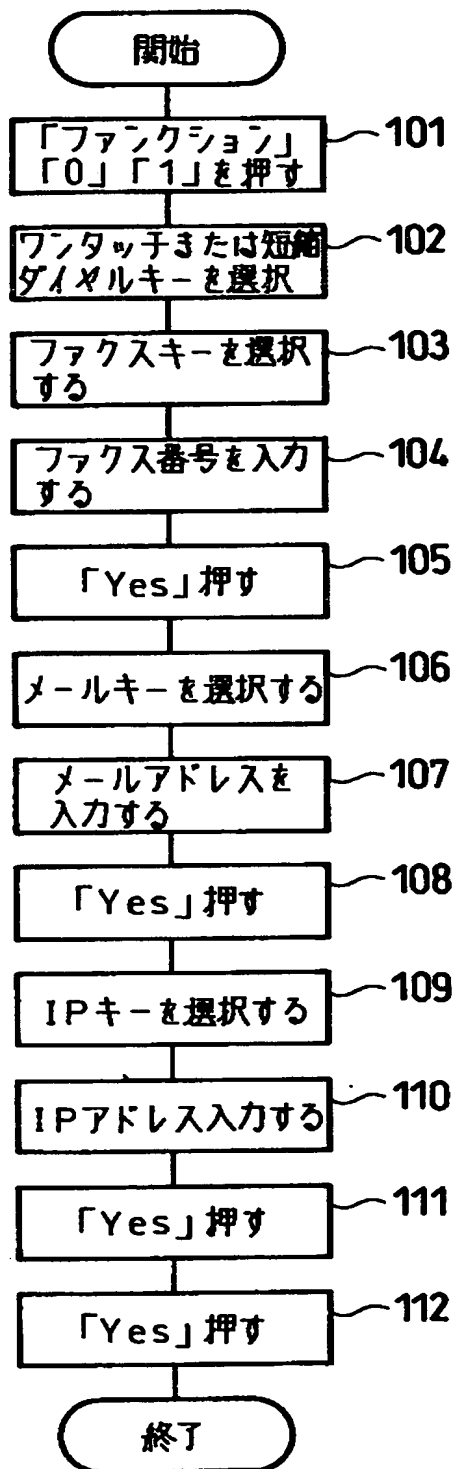 開始
「ファンクション」
「0」「1」を押す
101
ワンタッチまたは短縮
ダイヤルキーを選択
102
ファクスキーを選択
する
103
ファックス番号を入力
する
104
「Yes」押す
105
メールキーを選択する
106
メールアドレスを
入力する
107
「Yes」押す
108
IPキーを選択する
109
IPアドレス入力する
110
「Yes」押す
111
「Yes」押す
112
終了